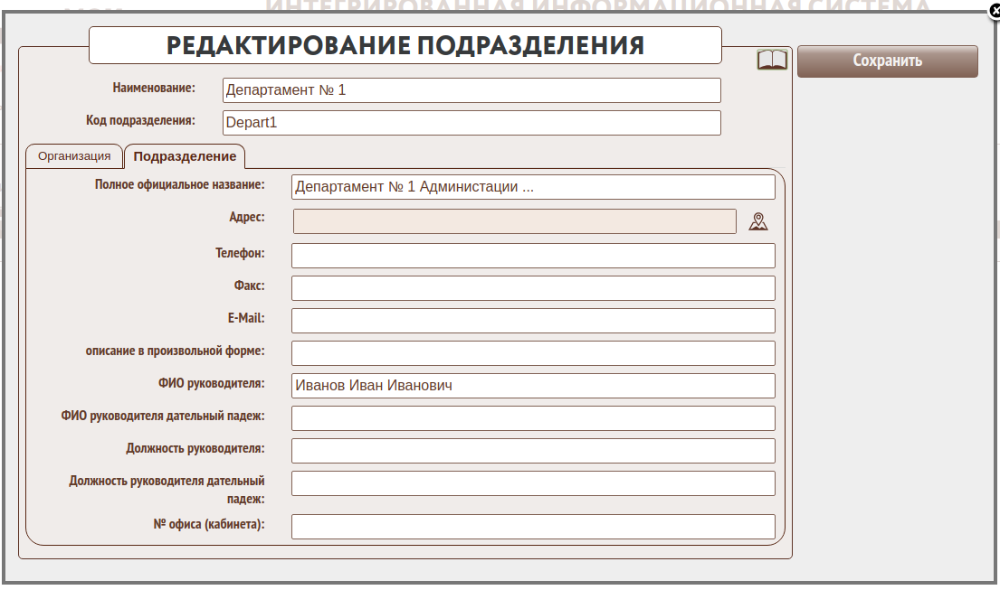 ИНТЕГРИРОВАННАЯ ИНФОРМАЦИОННАЯ СИСТЕМА
РЕДАКТИРОВАНИЕ ПОДРАЗДЕЛЕНИЯ
Сохранить
Наименование: Департамент № 1
Код подразделения: Depart1
Организация Подразделение
Полное официальное название: Департамент № 1 Администации ...
Адрес:
Телефон:
Факс:
E-Mail:
описание в произвольной форме:
ФИО руководителя: Иванов Иван Иванович
ФИО руководителя дательный падеж:
Должность руководителя:
Должность руководителя дательный
падеж:
№ офиса (кабинета):